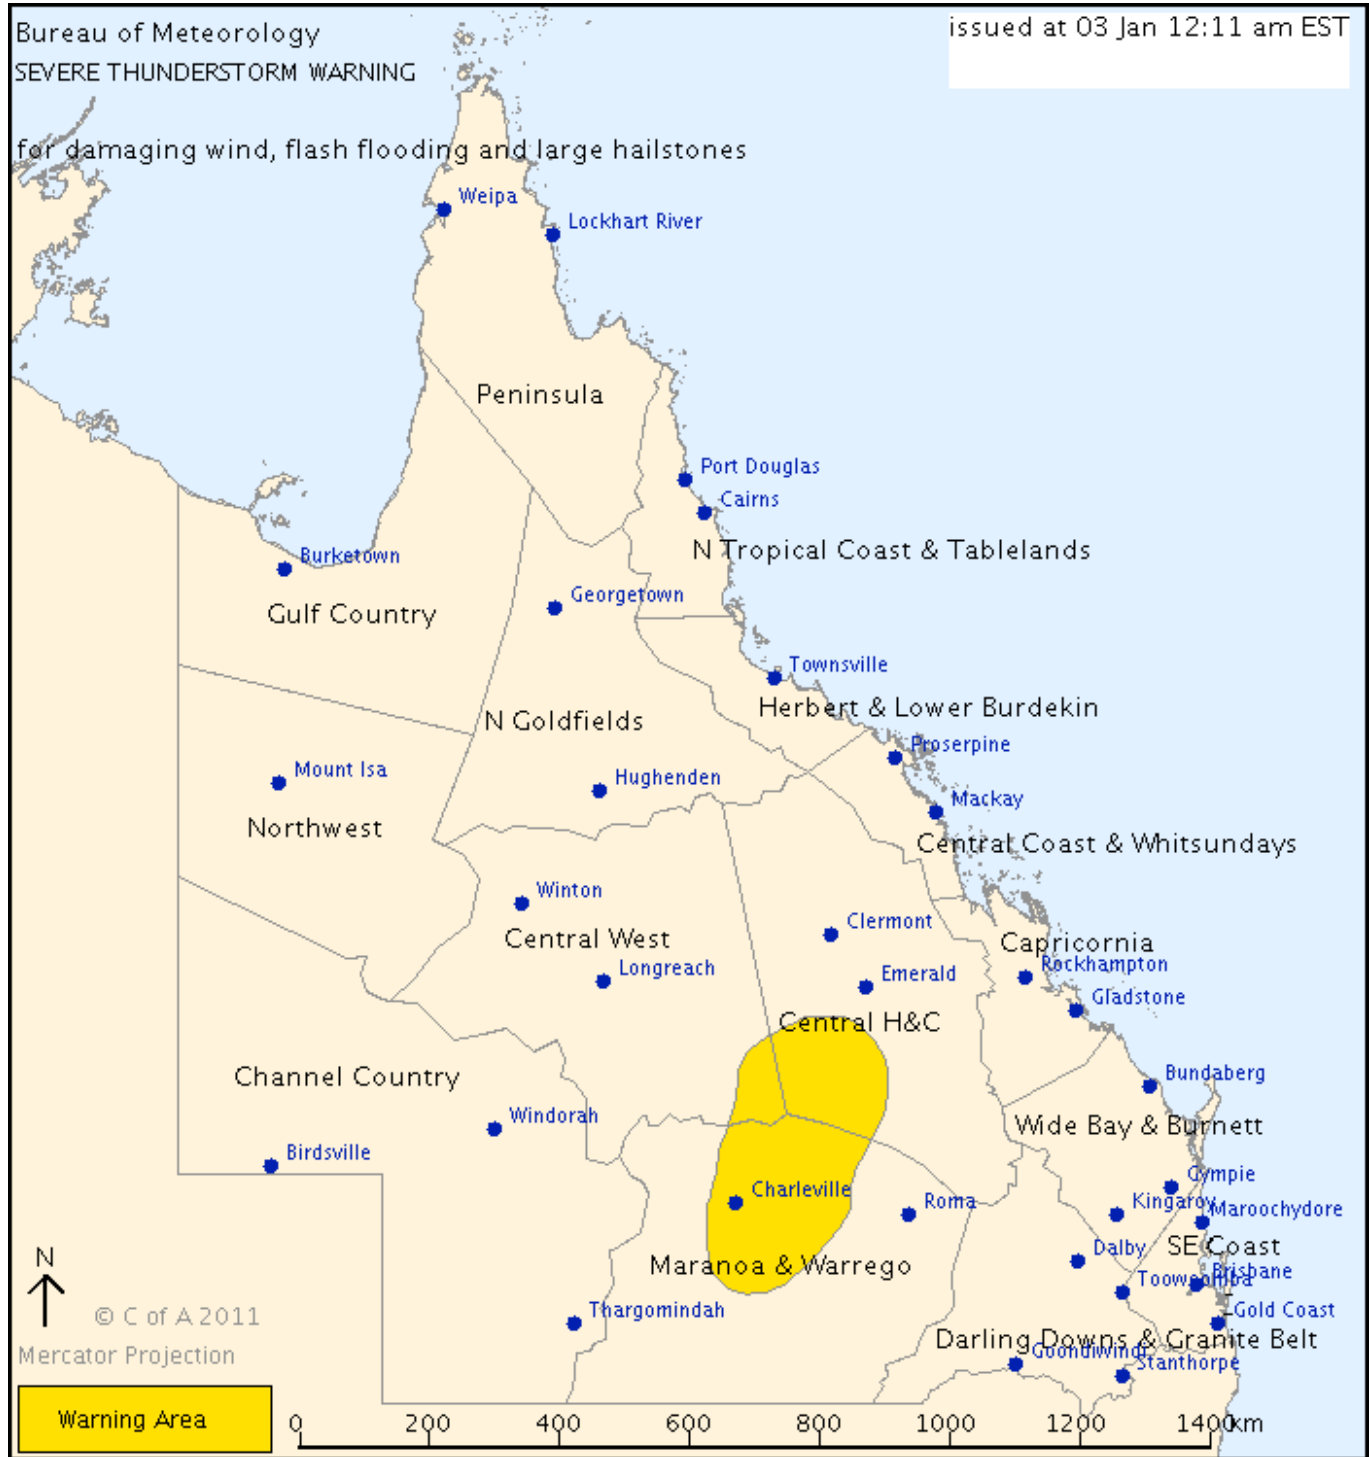 Bureau of Meteorology
issued at 03 Jan 12:11 am EST
SEVERE THUNDERSTORM WARNING
for damaging wind, flash flooding and large hailstones
Weipa
Lockhart River
Peninsula
Port Douglas
Cairns
N Tropical Coast & Tablelands
Burketown
Georgetown
Gulf Country
Townsville
Herbert & Lower Burdekin
N Goldfields
Proserpine
Mount Isa
Hughenden
Mackay
Northwest
Central Coast & Whitsundays
Winton
Clermont
Central West
Capricornia
Longreach
Emerald
Rockhampton
Gladstone
Central H&C
Channel Country
Bundaberg
Windorah
Wide Bay & Burnett
Birdsville
Gympie
Charleville
Roma
Kingaroy
Maroochydore
Dalby
SE Coast
Maranoa & Warrego
Brisbane
Toowoomba
N
Thargomindah
Gold Coast
© C of A 2011
Darling Downs & Granite Belt
Goondiwindi
Mercator Projection
Stanthorpe
Warning Area
0 200 400 600 800 1000 1200 1400km